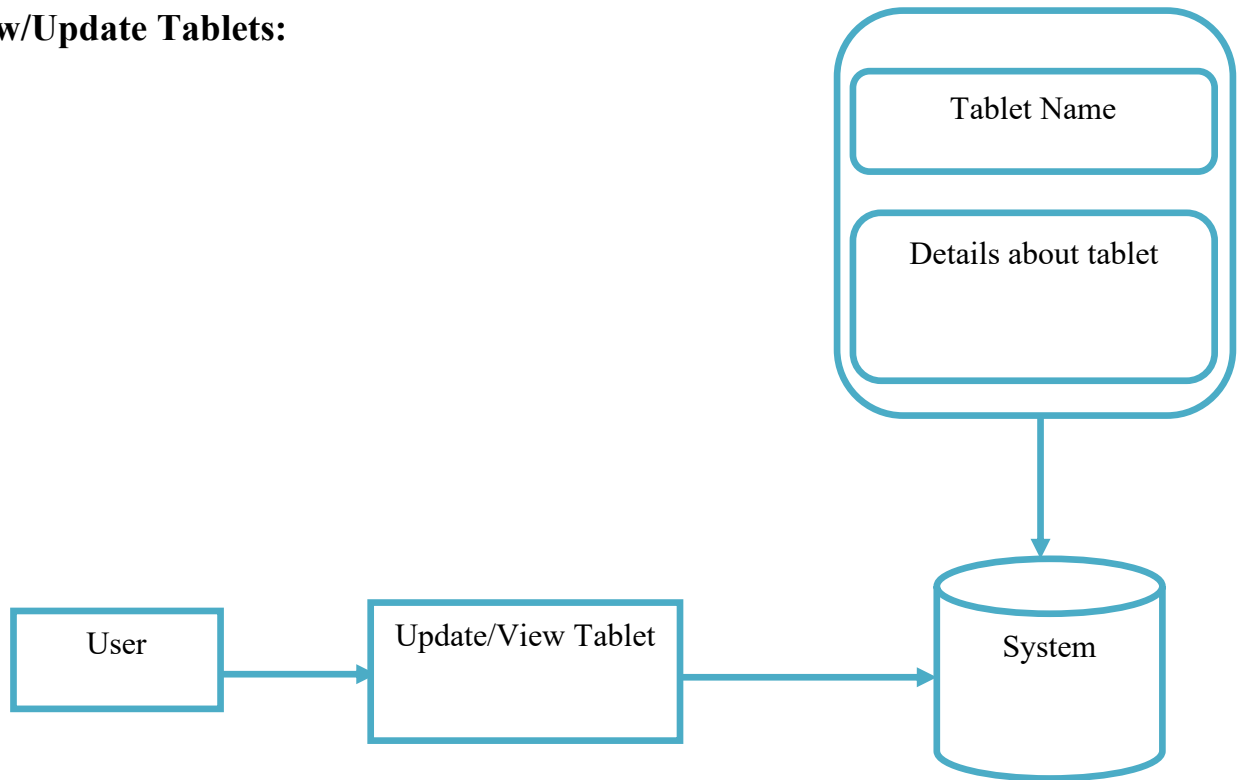 w/Update Tablets:
Tablet Name
Details about tablet
User
Update/View Tablet
System